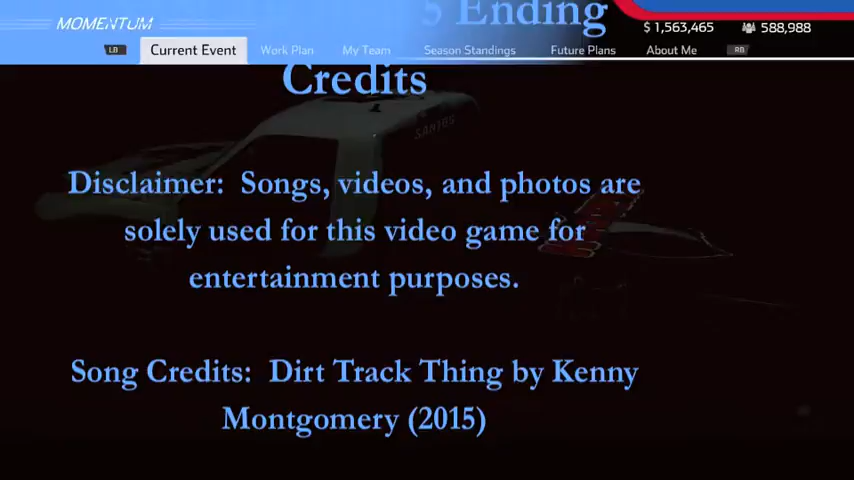 5 Ending
MOMENTUM
$ 1,563,465 588,988
LB Current Event Work Plan My Team Season Standings Future Plans About Me RB
Credits
SANTOS
Disclaimer: Songs, videos, and photos are
solely used for this video game for
entertainment purposes.
Song Credits: Dirt Track Thing by Kenny
Montgomery (2015)